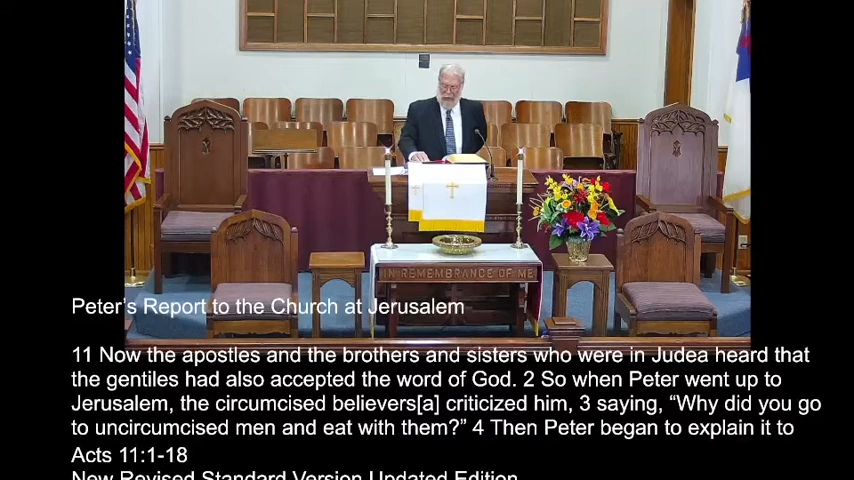 IN REMEMBRANCE OF ME
Peter's Report to the Church at Jerusalem
11 Now the apostles and the brothers and sisters who were in Judea heard that
the gentiles had also accepted the word of God. 2 So when Peter went up to
Jerusalem, the circumcised believers[a] criticized him, 3 saying, “Why did you go
to uncircumcised men and eat with them?” 4 Then Peter began to explain it to
Acts 11:1-18
New Revised Standard Version Updated Edition